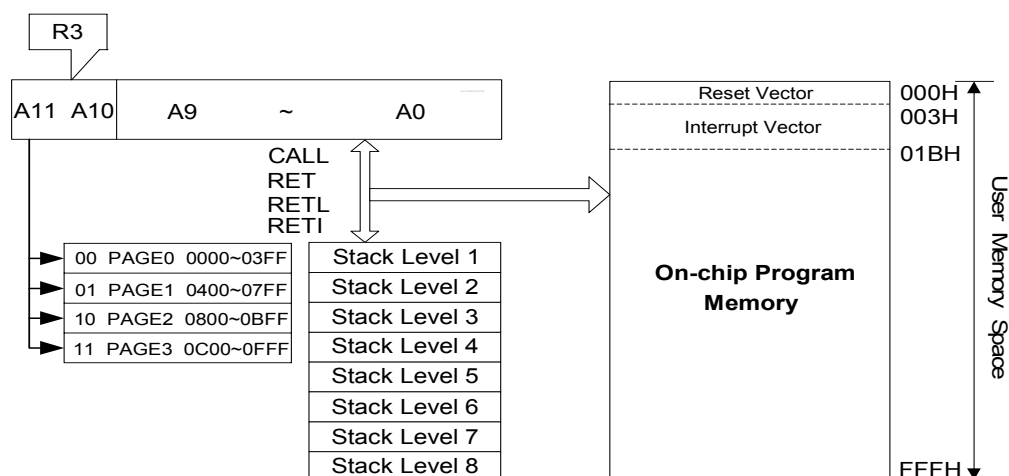 R3
A11 A10 A9 ~ A0
CALL
RET
RETL
RETI
00 PAGE0 0000~03FF
01 PAGE1 0400~07FF
10 PAGE2 0800~0BFF
11 PAGE3 0C00~0FFF
Stack Level 1
Stack Level 2
Stack Level 3
Stack Level 4
Stack Level 5
Stack Level 6
Stack Level 7
Stack Level 8
Reset Vector
Interrupt Vector
On-chip Program
Memory
000H
003H
01BH
FFFH
User Memory Space